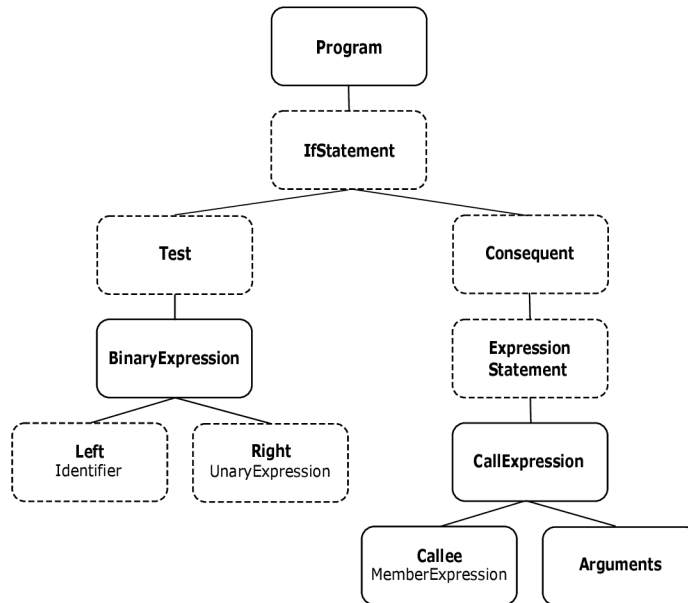 Program
IfStatement
Test
Consequent
BinaryExpression
Expression
Statement
Left
Identifier
Right
UnaryExpression
CallExpression
Callee
MemberExpression
Arguments